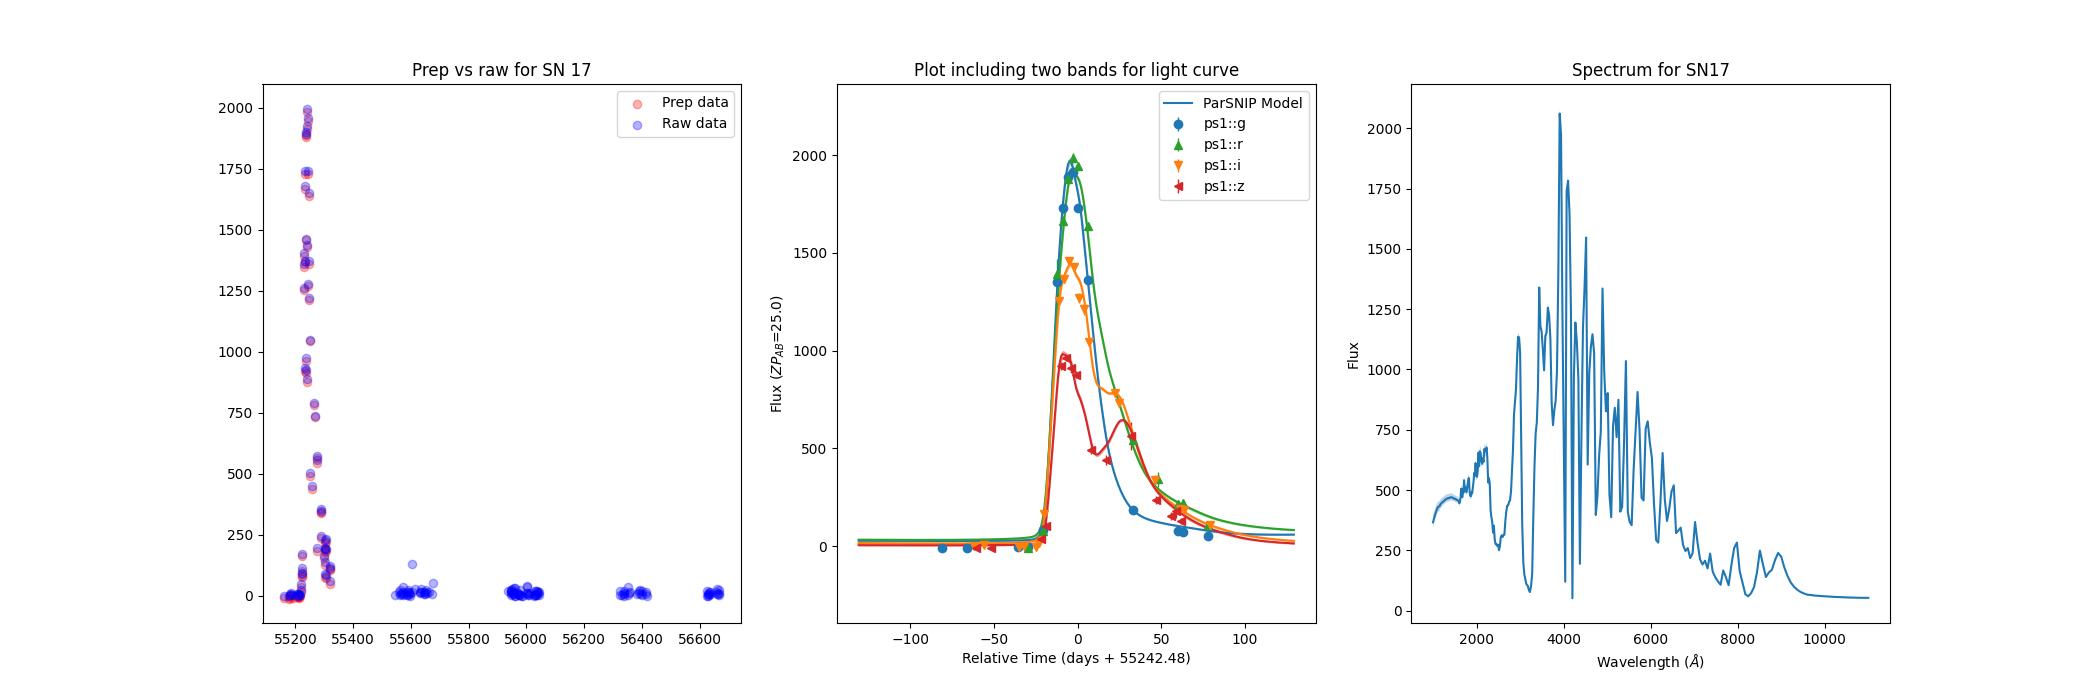 Prep vs raw for SN 17
Prep data
Raw data
2000
1750
1500
1250
1000
750
500
250
0
55200 55400 55600 55800 56000 56200 56400 56600
Plot including two bands for light curve
ParSNIP Model
ps1::g
ps1::r
ps1::i
ps1::z
Flux (ZP_AB=25.0)
2000
1500
1000
500
0
−100 −50 0 50 100
Relative Time (days + 55242.48)
Spectrum for SN17
Flux
2000
1750
1500
1250
1000
750
500
250
0
2000 4000 6000 8000 10000
Wavelength (Å)